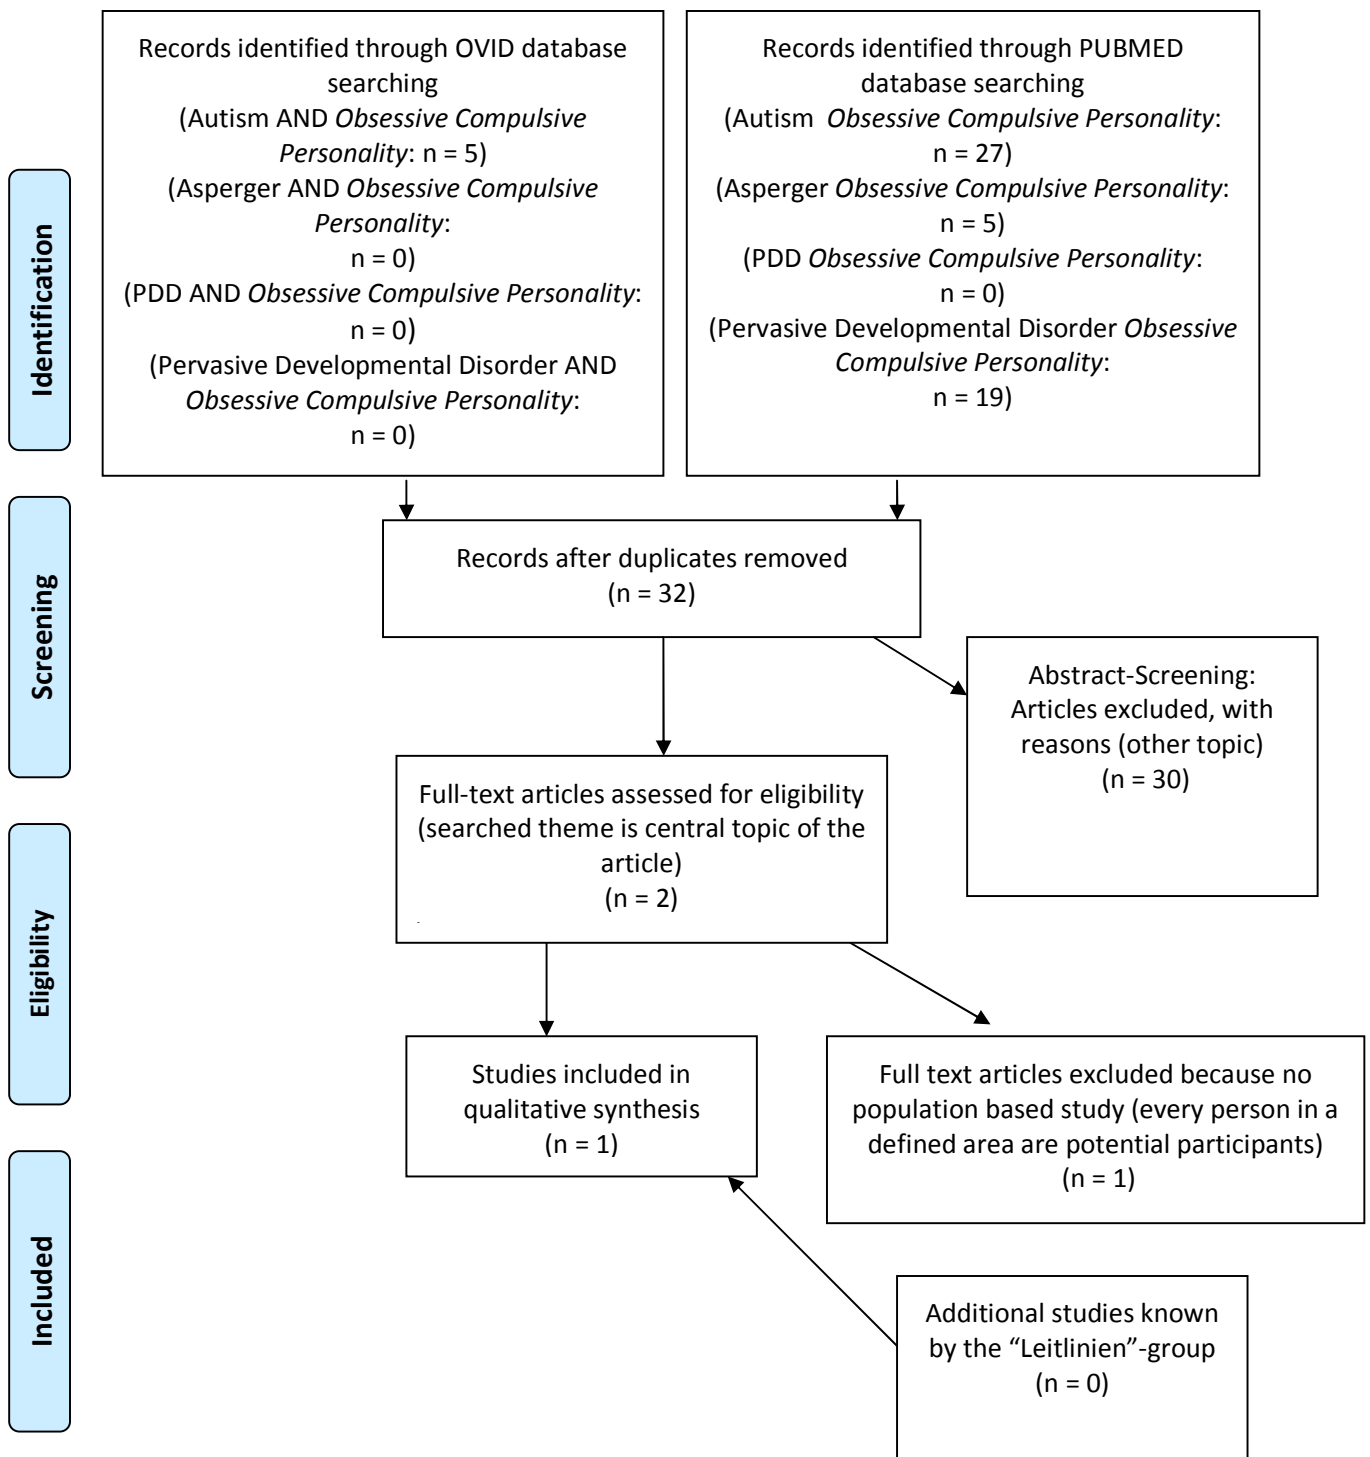 Records identified through OVID database
searching
(Autism AND Obsessive Compulsive
Personality: n = 5)
(Asperger AND Obsessive Compulsive
Personality:
n = 0)
(PDD AND Obsessive Compulsive Personality:
n = 0)
(Pervasive Developmental Disorder AND
Obsessive Compulsive Personality:
n = 0)
Records identified through PUBMED
database searching
(Autism Obsessive Compulsive Personality:
n = 27)
(Asperger Obsessive Compulsive Personality:
n = 5)
(PDD Obsessive Compulsive Personality:
n = 0)
(Pervasive Developmental Disorder Obsessive
Compulsive Personality:
n = 19)
Identification
Records after duplicates removed
(n = 32)
Screening
Abstract-Screening:
Articles excluded, with
reasons (other topic)
(n = 30)
Full-text articles assessed for eligibility
(searched theme is central topic of the
article)
(n = 2)
Eligibility
Studies included in
qualitative synthesis
(n = 1)
Full text articles excluded because no
population based study (every person in a
defined area are potential participants)
(n = 1)
Included
Additional studies known
by the “Leitlinien”-group
(n = 0)